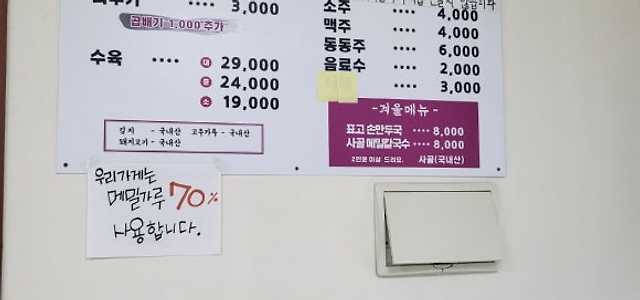 3,000
곱배기 1,000 추가
수육 •••• 대 29,000
•••• 중 24,000
•••• 소 19,000
김치 - 국내산 고추가루 - 국내산
돼지고기 - 국내산
소주 •••• 4,000
맥주 •••• 4,000
동동주 •••• 6,000
음료수 •••• 2,000
•••• 3,000
-겨울메뉴-
표고 손만두국 •••• 8,000
사골 메밀칼국수 •••• 8,000
2인분 이상 드려요. 사골(국내산)
우리가게는
메밀가루 70%
사용합니다.